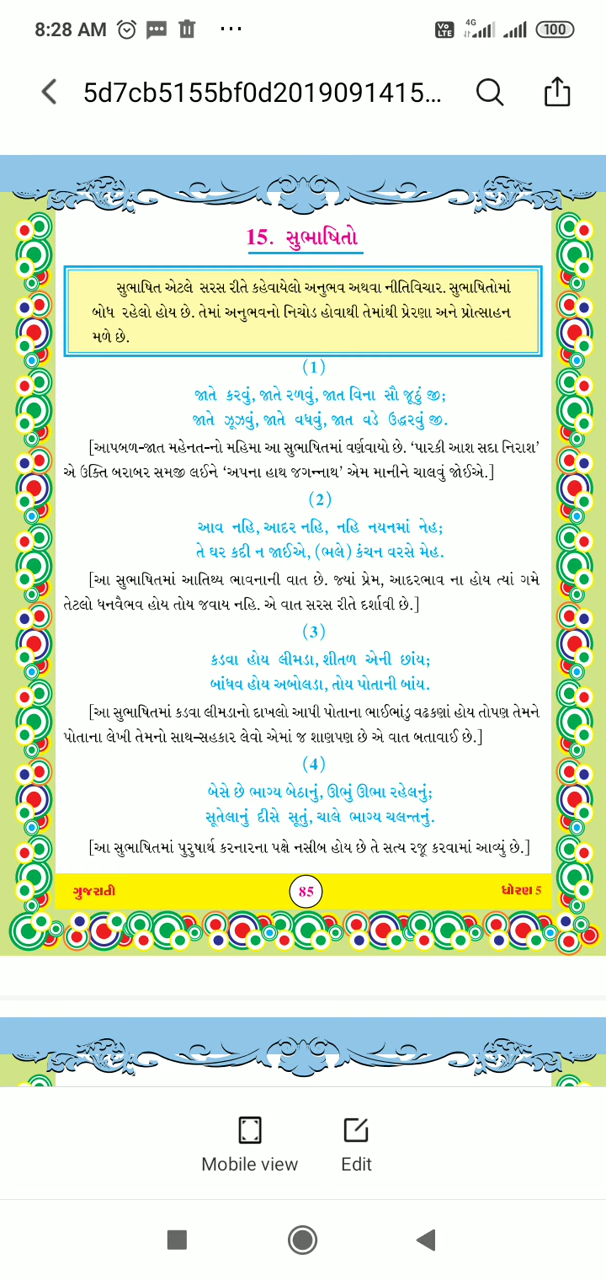 8:28 AM ...
Vo LTE 4G 100
5d7cb5155bf0d2019091415...
15. સુભાષિતો
સુભાષિત એટલે સરસ રીતે કહેવાયેલો અનુભવ અથવા નીતિવિચાર. સુભાષિતોમાં
બોધ રહેલો હોય છે. તેમાં અનુભવનો નિચોડ હોવાથી તેમાંથી પ્રેરણા અને પ્રોત્સાહન
મળે છે.
(1)
જાતે કરવું, જાતે રળવું, જાત વિના સૌ જૂઠું જી;
જાતે ઝૂઝવું, જાતે વધવું, જાત વડે ઉદ્ધરવું જી.
[આપબળ-જાત મહેનત-નો મહિમા આ સુભાષિતમાં વર્ણવાયો છે. ‘પારકી આશ સદા નિરાશ’
એ ઉક્તિ બરાબર સમજી લઈને ‘અપના હાથ જગન્નાથ’ એમ માનીને ચાલવું જોઈએ.]
(2)
આવ નહિ, આદર નહિ, નહિ નયનમાં નેહ;
તે ઘર કદી ન જાઈએ, (ભલે) કંચન વરસે મેહ.
[આ સુભાષિતમાં આતિથ્ય ભાવનાની વાત છે. જ્યાં પ્રેમ, આદરભાવ ના હોય ત્યાં ગમે
તેટલો ધનવૈભવ હોય તોય જવાય નહિ. એ વાત સરસ રીતે દર્શાવી છે.]
(3)
કડવા હોય લીમડા, શીતળ એની છાંય;
બાંધવ હોય અબોલડા, તોય પોતાની બાંય.
[આ સુભાષિતમાં કડવા લીમડાનો દાખલો આપી પોતાના ભાઈભાંડુ વઢકણાં હોય તોપણ તેમને
પોતાના લેખી તેમનો સાથ-સહકાર લેવો એમાં જ શાણપણ છે એ વાત બતાવાઈ છે.]
(4)
બેસે છે ભાગ્ય બેઠાનું, ઊભું ઊભા રહેલનું;
સૂતેલાનું દીસે સૂતું, ચાલે ભાગ્ય ચલન્તનું.
[આ સુભાષિતમાં પુરુષાર્થ કરનારના પક્ષે નસીબ હોય છે તે સત્ય રજૂ કરવામાં આવ્યું છે.]
ગુજરાતી 85 ધોરણ 5
Mobile view Edit